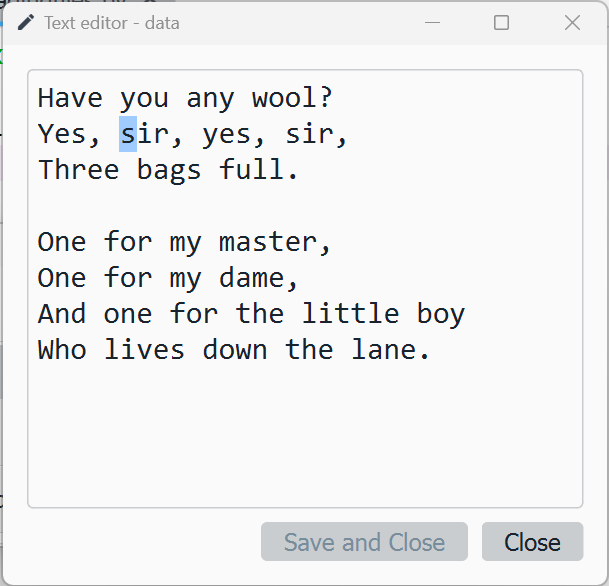 Text editor - data
Have you any wool?
Yes, sir, yes, sir,
Three bags full.

One for my master,
One for my dame,
And one for the little boy
Who lives down the lane.
Save and Close
Close